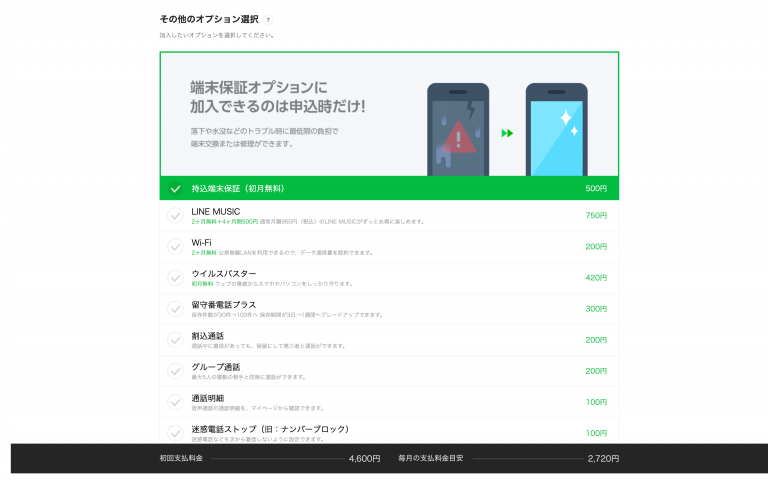 その他のオプション選択 ?
加入したいオプションを選択してください。
端末保証オプションに
加入できるのは申込時だけ!
落下や水没などのトラブル時に最低限の負担で
端末交換または修理ができます。
持込端末保証（初月無料） 500円
LINE MUSIC 750円
2ヶ月無料+4ヶ月間500円 通常月額960円（税込）のLINE MUSICがずっとお得に楽しめます。
Wi-Fi 200円
2ヶ月無料 公衆無線LANを利用できるので、データ通信量を節約できます。
ウイルスバスター 420円
初月無料 ウェブの脅威からスマホやパソコンをしっかり守ります。
留守番電話プラス 300円
保存件数が30件→100件へ 保存期間が3日→1週間へグレードアップできます。
割込通話 200円
通話中に着信があっても、保留にして第三者と通話ができます。
グループ通話 200円
最大5人の複数の相手と同時に通話ができます。
通話明細 100円
音声通話の通話明細を、マイページから確認できます。
迷惑電話ストップ（旧：ナンバーブロック） 100円
迷惑電話などを次から着信しないように設定できます。
初回支払料金 4,600円 毎月の支払料金目安 2,720円